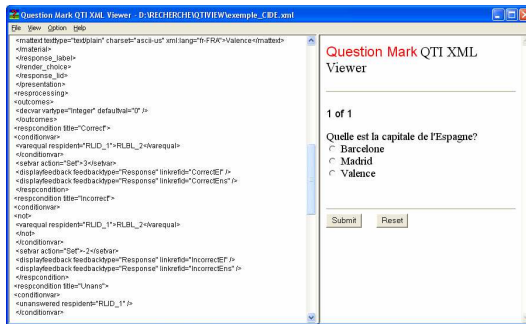 Question Mark QTI XML Viewer - D:\RECHERCHE\QTIVIEW\exemple_CIDE.xml
File View Option Help
<mattext texttype="text/plain" charset="ascii-us" xml:lang="fr-FRA">Valence</mattext>
</material>
</response_label>
</render_choice>
</response_lid>
</presentation>
<resprocessing>
<outcomes>
<decvar vartype="Integer" defaultval="0" />
</outcomes>
<respcondition title="Correct">
<conditionvar>
<varequal respident="RLID_1">RLBL_2</varequal>
</conditionvar>
<setvar action="Set">3</setvar>
<displayfeedback feedbacktype="Response" linkrefid="CorrectEl" />
<displayfeedback feedbacktype="Response" linkrefid="CorrectEns" />
</respcondition>
<respcondition title="Incorrect">
<conditionvar>
<not>
<varequal respident="RLID_1">RLBL_2</varequal>
</not>
</conditionvar>
<setvar action="Set">-2</setvar>
<displayfeedback feedbacktype="Response" linkrefid="IncorrectEl" />
<displayfeedback feedbacktype="Response" linkrefid="IncorrectEns" />
</respcondition>
<respcondition title="Unans">
<conditionvar>
<unanswered respident="RLID_1" />
</conditionvar>
Question Mark QTI XML
Viewer
1 of 1
Quelle est la capitale de l'Espagne?
Barcelone
Madrid
Valence
Submit Reset